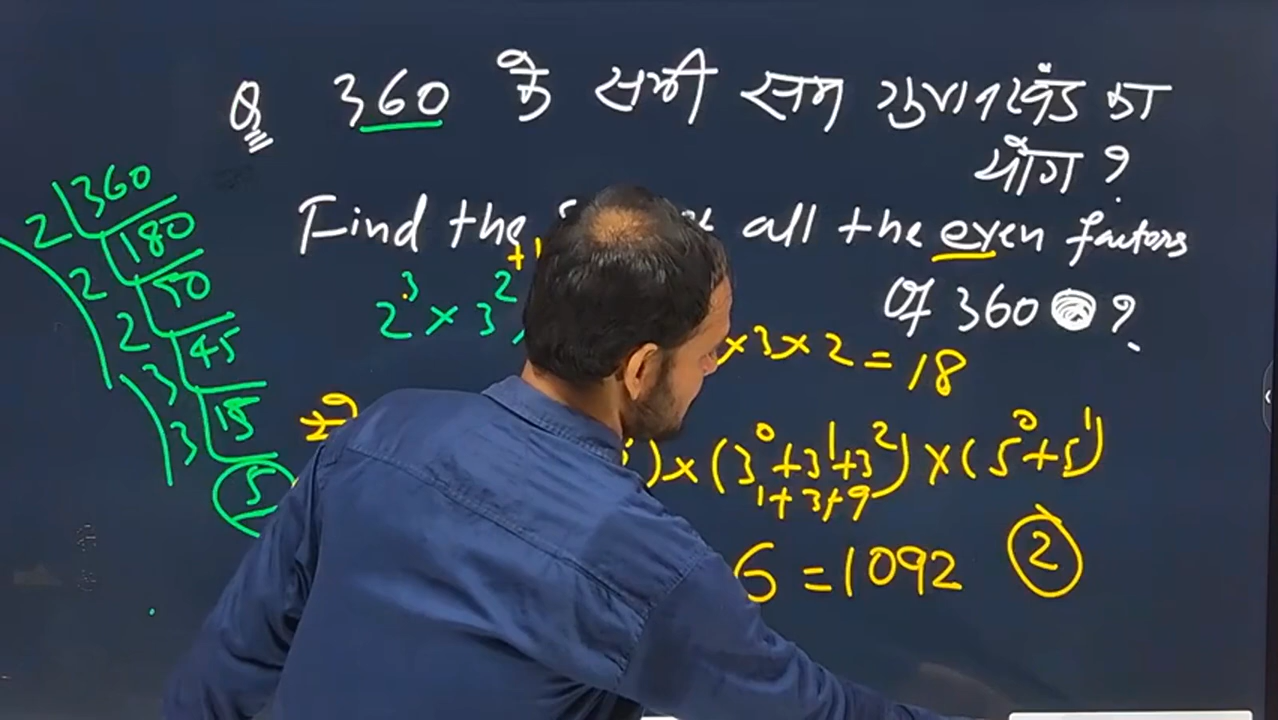 Q 360 के सभी सम गुणनखंड का
योग ?
Find the all the even factors
Of 360 ?
2 | 360
2 | 180
2 | 90
3 | 45
3 | 15
5
2³ × 3²
× 3 × 2 = 18
) × (3⁰ + 3¹ + 3²) × (5⁰ + 5¹)
1 + 3 + 9
6 = 1092 ②